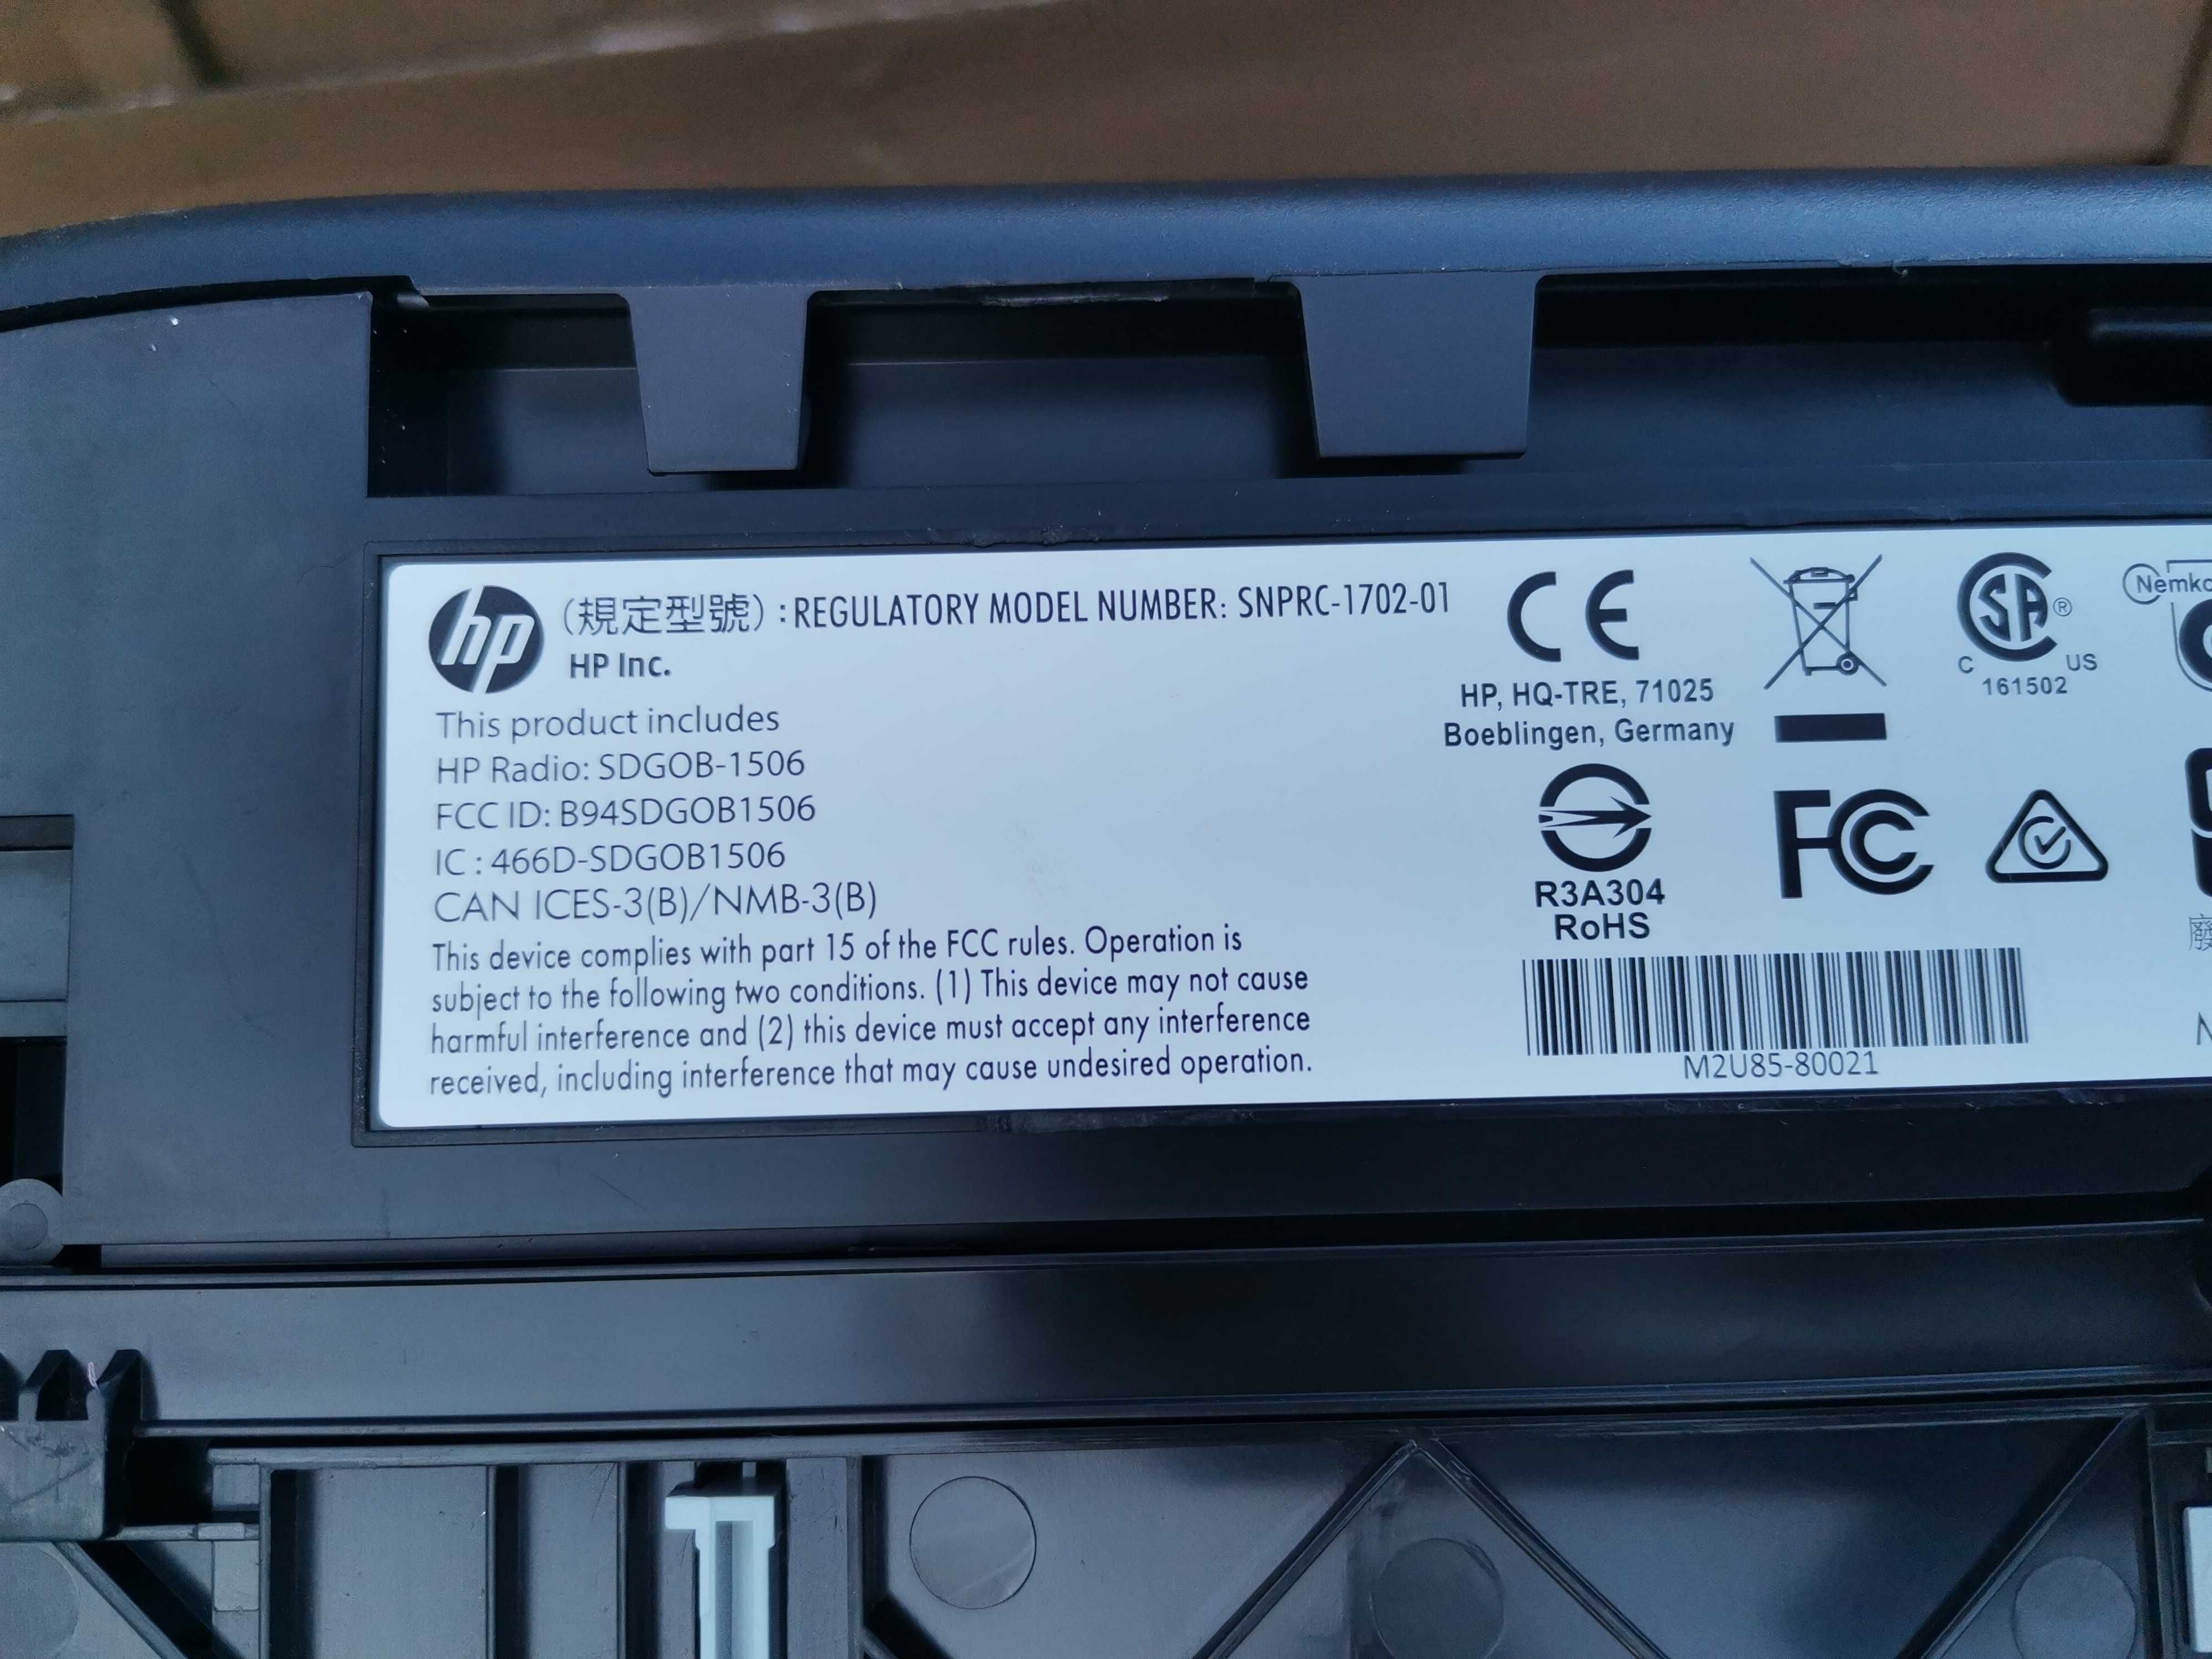 hp (規定型號) : REGULATORY MODEL NUMBER: SNPRC-1702-01
HP Inc.
This product includes
HP Radio: SDGOB-1506
FCC ID: B94SDGOB1506
IC : 466D-SDGOB1506
CAN ICES-3(B)/NMB-3(B)
This device complies with part 15 of the FCC rules. Operation is
subject to the following two conditions. (1) This device may not cause
harmful interference and (2) this device must accept any interference
received, including interference that may cause undesired operation.
CE
HP, HQ-TRE, 71025
Boeblingen, Germany
R3A304
RoHS
SA ®
C US
161502
Nemko
FC
M2U85-80021